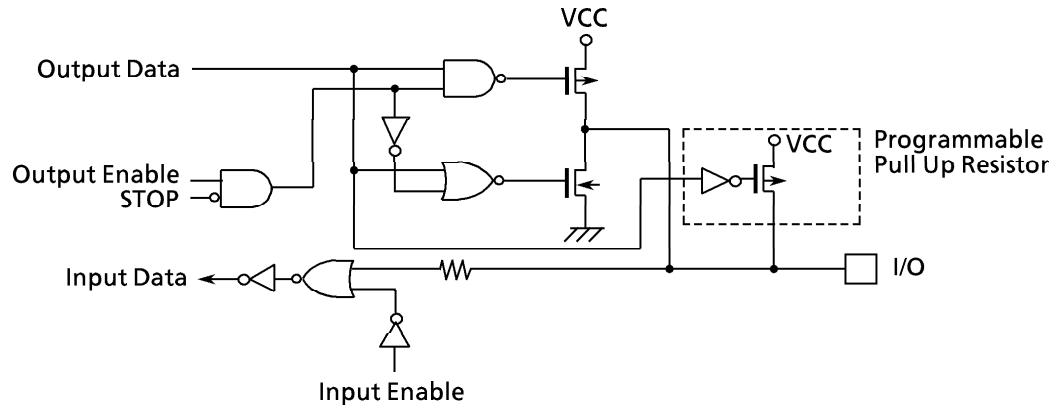 VCC
Output Data
VCC
Programmable
Pull Up Resistor
Output Enable
STOP
Input Data
I/O
Input Enable